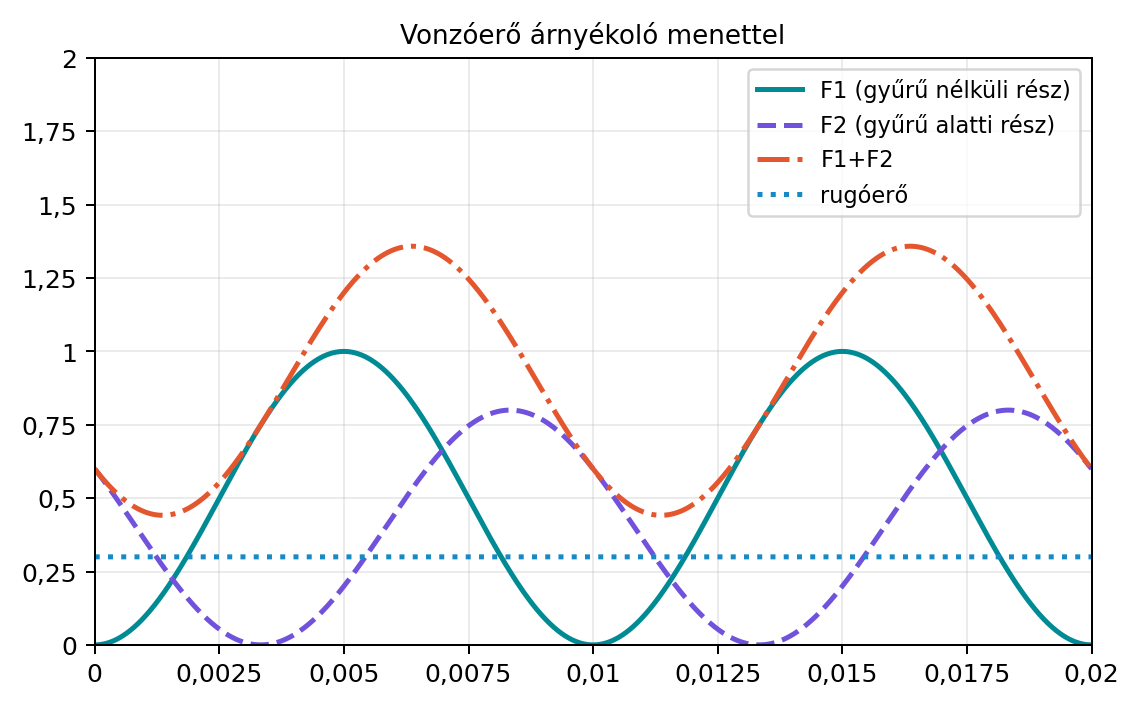 Vonzóerő árnyékoló menettel
F1 (gyűrű nélküli rész)
F2 (gyűrű alatti rész)
F1+F2
rugóerő
2
1,75
1,5
1,25
1
0,75
0,5
0,25
0
0 0,0025 0,005 0,0075 0,01 0,0125 0,015 0,0175 0,02